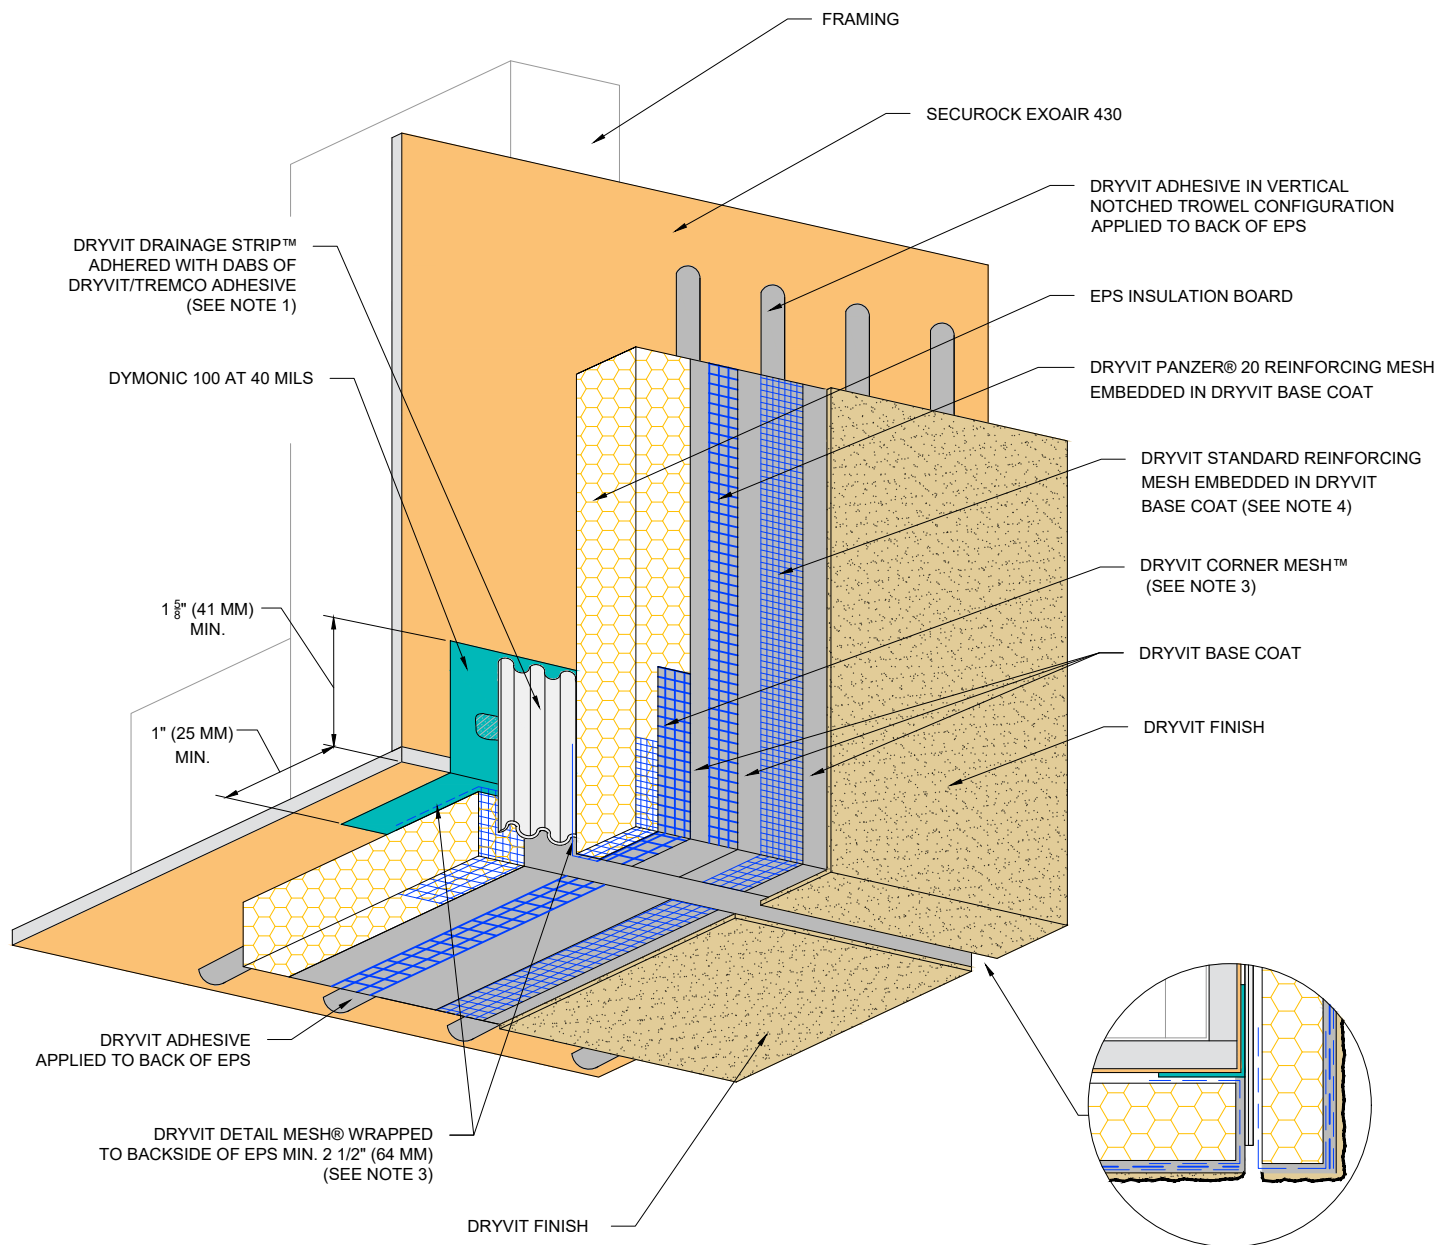 FRAMING
SECUROCK EXOAIR 430
DRYVIT ADHESIVE IN VERTICAL
NOTCHED TROWEL CONFIGURATION
APPLIED TO BACK OF EPS
DRYVIT DRAINAGE STRIP™
ADHERED WITH DABS OF
DRYVIT/TREMCO ADHESIVE
(SEE NOTE 1)
EPS INSULATION BOARD
DYMONIC 100 AT 40 MILS
DRYVIT PANZER® 20 REINFORCING MESH
EMBEDDED IN DRYVIT BASE COAT
DRYVIT STANDARD REINFORCING
MESH EMBEDDED IN DRYVIT
BASE COAT (SEE NOTE 4)
DRYVIT CORNER MESH™
(SEE NOTE 3)
1 5/8" (41 MM)
MIN.
DRYVIT BASE COAT
1" (25 MM)
MIN.
DRYVIT FINISH
DRYVIT ADHESIVE
APPLIED TO BACK OF EPS
DRYVIT DETAIL MESH® WRAPPED
TO BACKSIDE OF EPS MIN. 2 1/2" (64 MM)
(SEE NOTE 3)
DRYVIT FINISH